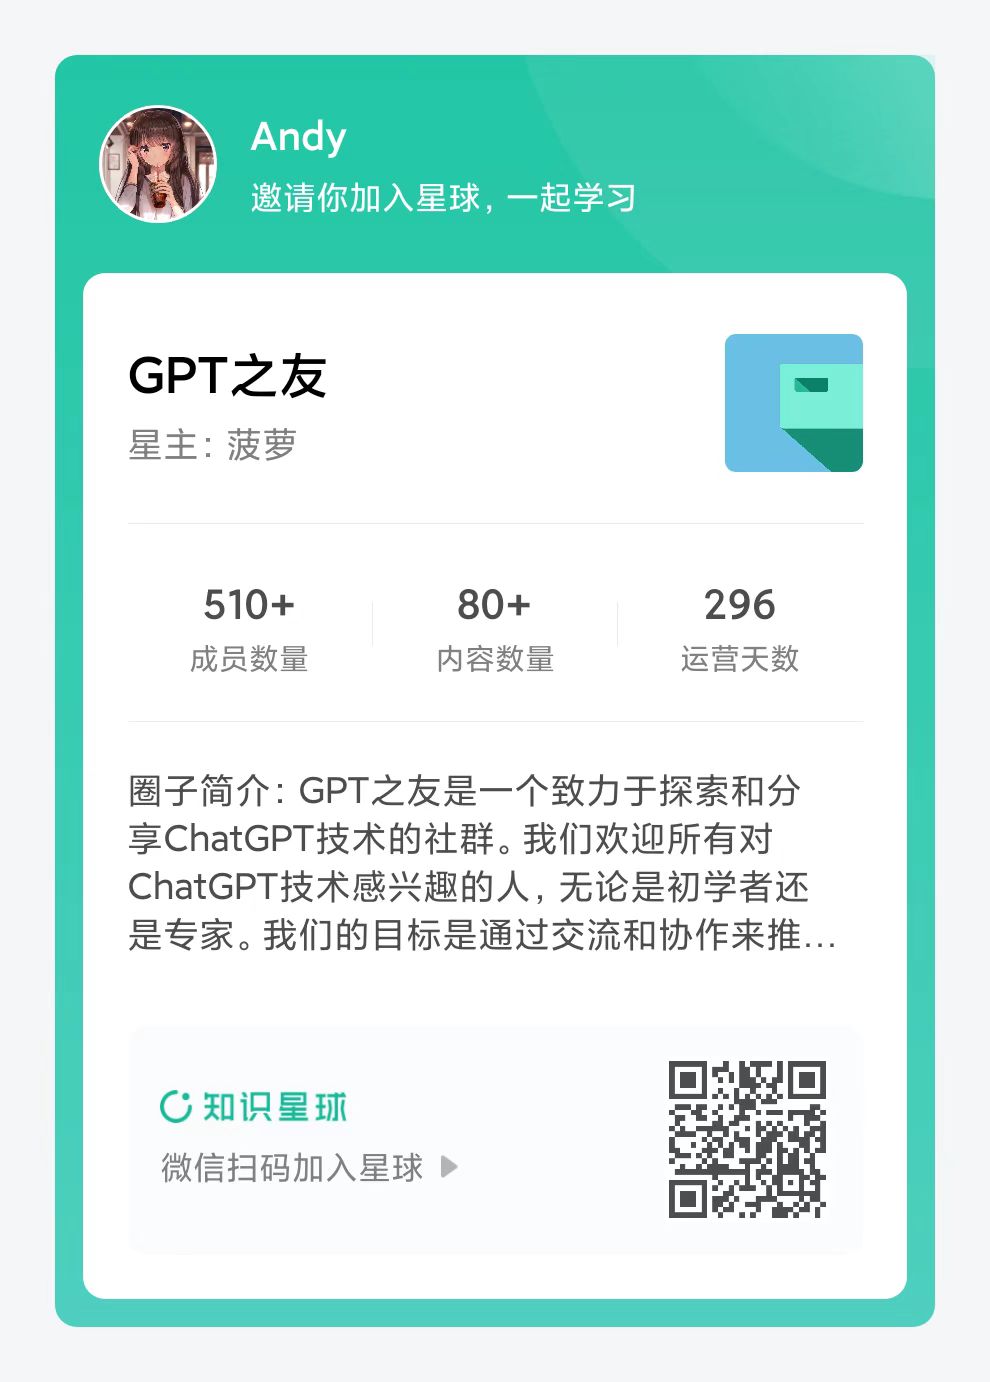 Andy
邀请你加入星球，一起学习
GPT之友
星主：菠萝
510+
成员数量
80+
内容数量
296
运营天数
圈子简介：GPT之友是一个致力于探索和分
享ChatGPT技术的社群。我们欢迎所有对
ChatGPT技术感兴趣的人，无论是初学者还
是专家。我们的目标是通过交流和协作来推...
知识星球
微信扫码加入星球